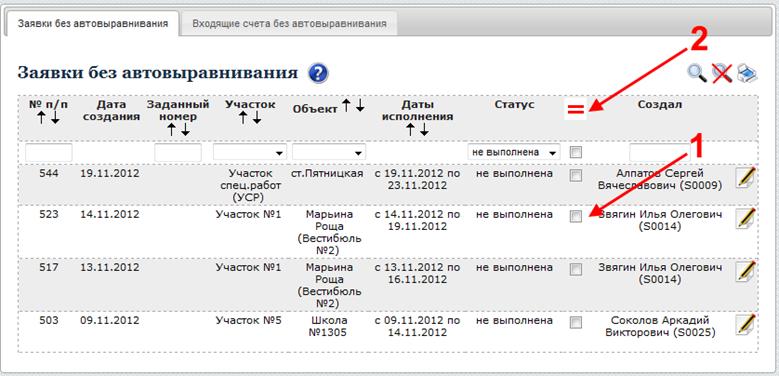 Заявки без автовыравнивания Входящие счета без автовыравнивания
2
Заявки без автовыравнивания ?
№ п/п Дата создания Заданный номер Участок Объект Даты исполнения Статус = Создал
1
не выполнена
544 19.11.2012 Участок спец.работ (УСР) ст.Пятницкая с 19.11.2012 по 23.11.2012 не выполнена Алпатов Сергей Вячеславович (S0009)
523 14.11.2012 Участок №1 Марьина Роща (Вестибюль №2) с 14.11.2012 по 19.11.2012 не выполнена Звягин Илья Олегович (S0014)
517 13.11.2012 Участок №1 Марьина Роща (Вестибюль №2) с 13.11.2012 по 16.11.2012 не выполнена Звягин Илья Олегович (S0014)
503 09.11.2012 Участок №5 Школа №1305 с 09.11.2012 по 14.11.2012 не выполнена Соколов Аркадий Викторович (S0025)